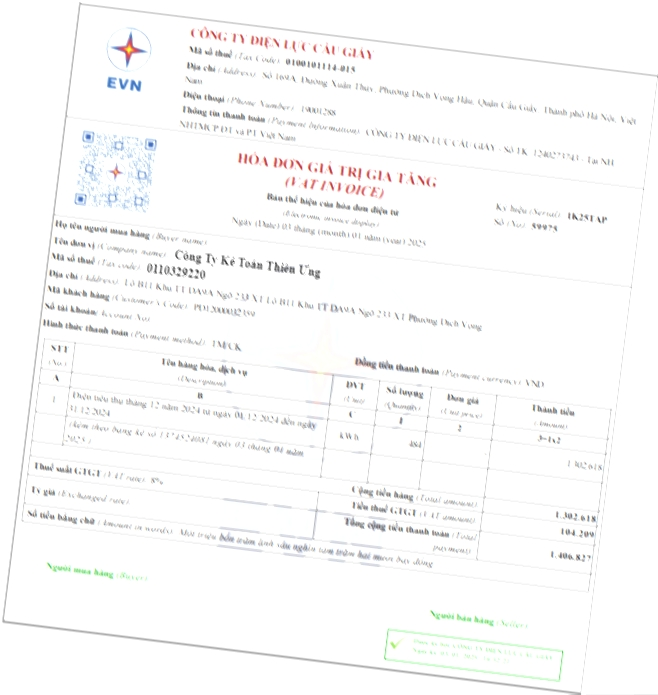 CÔNG TY ĐIỆN LỰC CẦU GIẤY
Mã số thuế (Tax Code): 0100101114-015
Địa chỉ (Address): Số 169A, Đường Xuân Thủy, Phường Dịch Vọng Hậu, Quận Cầu Giấy, Thành phố Hà Nội, Việt Nam
Điện thoại (Phone Number): 19001288
Thông tin thanh toán (Payment Information): CÔNG TY ĐIỆN LỰC CẦU GIẤY - Số TK: - Tại NH
NHTMCP ĐT và PT Việt Nam
EVN
HÓA ĐƠN GIÁ TRỊ GIA TĂNG
(VAT INVOICE)
Bản thể hiện của hóa đơn điện tử
(Electronic invoice display)
Ngày (Date) 03 tháng (month) 01 năm (year) 2025
Ký hiệu (Serial): 1K25TAP
Số (No): 59975
Họ tên người mua hàng (Buyer name):
Tên đơn vị (Company name): Công Ty Kế Toán Thiên Ưng
Mã số thuế (Tax code): 0110329220
Địa chỉ (Address): Lô B11 Khu TT DA9A Ngõ 233 XT Lô B11 Khu TT DA9A Ngõ 233 XT Phường Dịch Vọng
Mã khách hàng (Customer's Code):
Số tài khoản (Account No):
Hình thức thanh toán (Payment method): TM/CK
Đồng tiền thanh toán (Payment currency): VND
STT (No.)
Tên hàng hóa, dịch vụ (Description)
ĐVT (Unit)
Số lượng (Quantity)
Đơn giá (Unit price)
Thành tiền (Amount)
A B C 1 2 3=1x2
1 Điện tiêu thụ tháng 12 năm 2024 từ ngày 12 2024 đến ngày 31 12 2024 kWh 484 1.302.618
(kèm theo bảng kê số ngày 03 tháng 01 năm 2025)
Cộng tiền hàng (Total amount): 1.302.618
Thuế suất GTGT (VAT rate): 8% Tiền thuế GTGT (VAT amount): 104.209
Tỷ giá (Exchanged rate): Tổng cộng tiền thanh toán (Total payment): 1.406.827
Số tiền bằng chữ (Amount in words): Một triệu bốn trăm linh sáu nghìn tám trăm hai mươi bảy đồng
Người mua hàng (Buyer)
Người bán hàng (Seller)